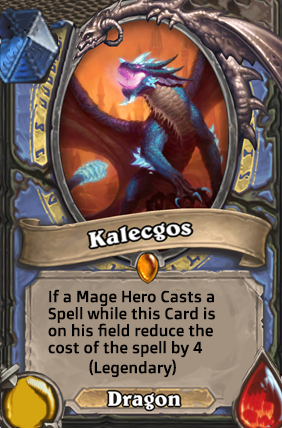 Kalecgos
If a Mage Hero Casts a
Spell while this Card is
on his field reduce the
cost of the spell by 4
(Legendary)
Dragon